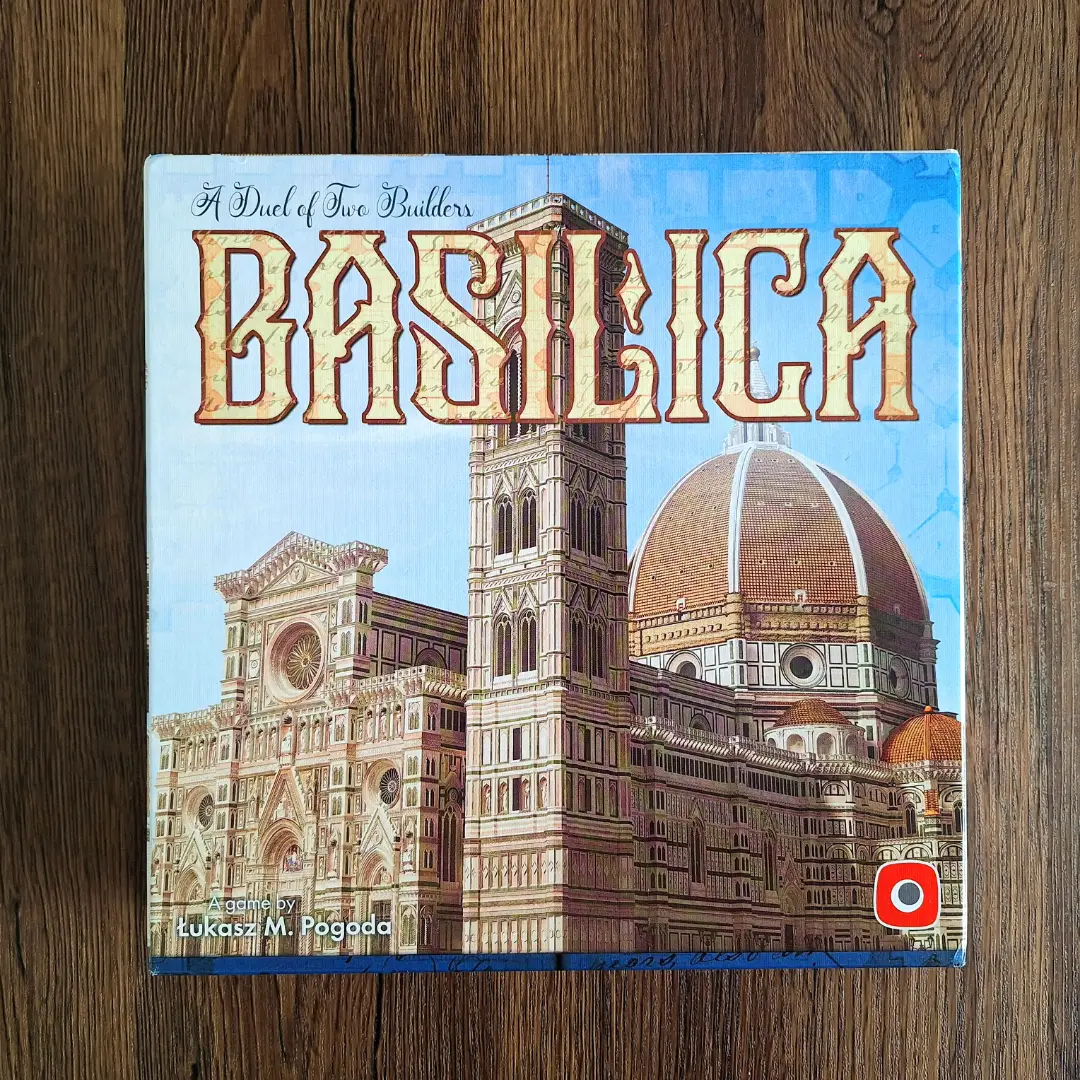 A Duel of Two Builders
BASILICA
A game by
Łukasz M. Pogoda